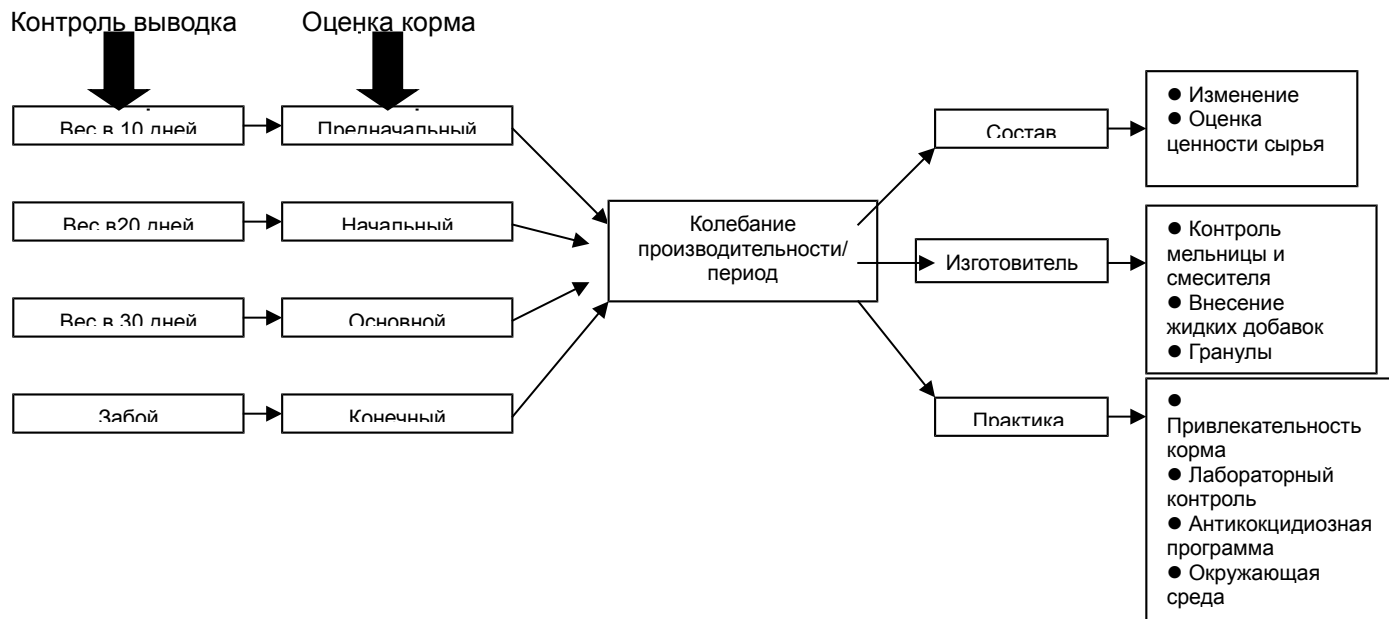 Контроль выводка
Оценка корма
Вес в 10 дней
Предначальный
Вес в20 дней
Начальный
Вес в 30 дней
Основной
Забой
Конечный
Колебание
производительности/
период
Состав
● Изменение
● Оценка
ценности сырья
Изготовитель
● Контроль
мельницы и
смесителя
● Внесение
жидких добавок
● Гранулы
Практика
●
Привлекательность
корма
● Лабораторный
контроль
● Антикокцидиозная
программа
● Окружающая
среда